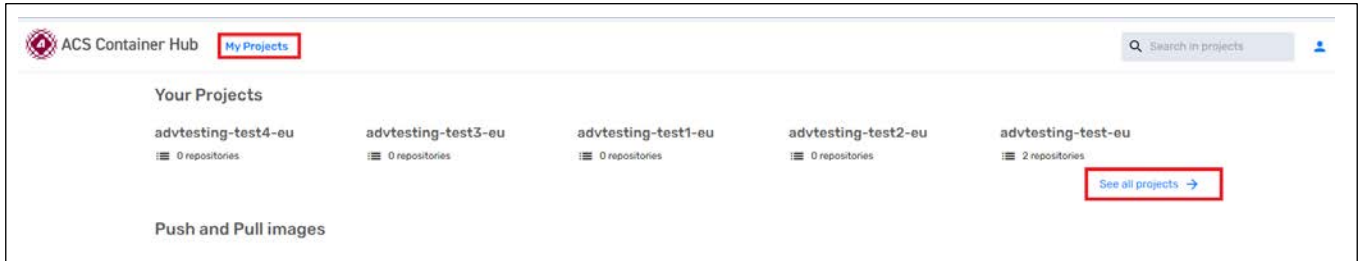 ACS Container Hub My Projects Search in projects
Your Projects
advtesting-test4-eu advtesting-test3-eu advtesting-test1-eu advtesting-test2-eu advtesting-test-eu
0 repositories 0 repositories 0 repositories 0 repositories 2 repositories
See all projects →
Push and Pull images